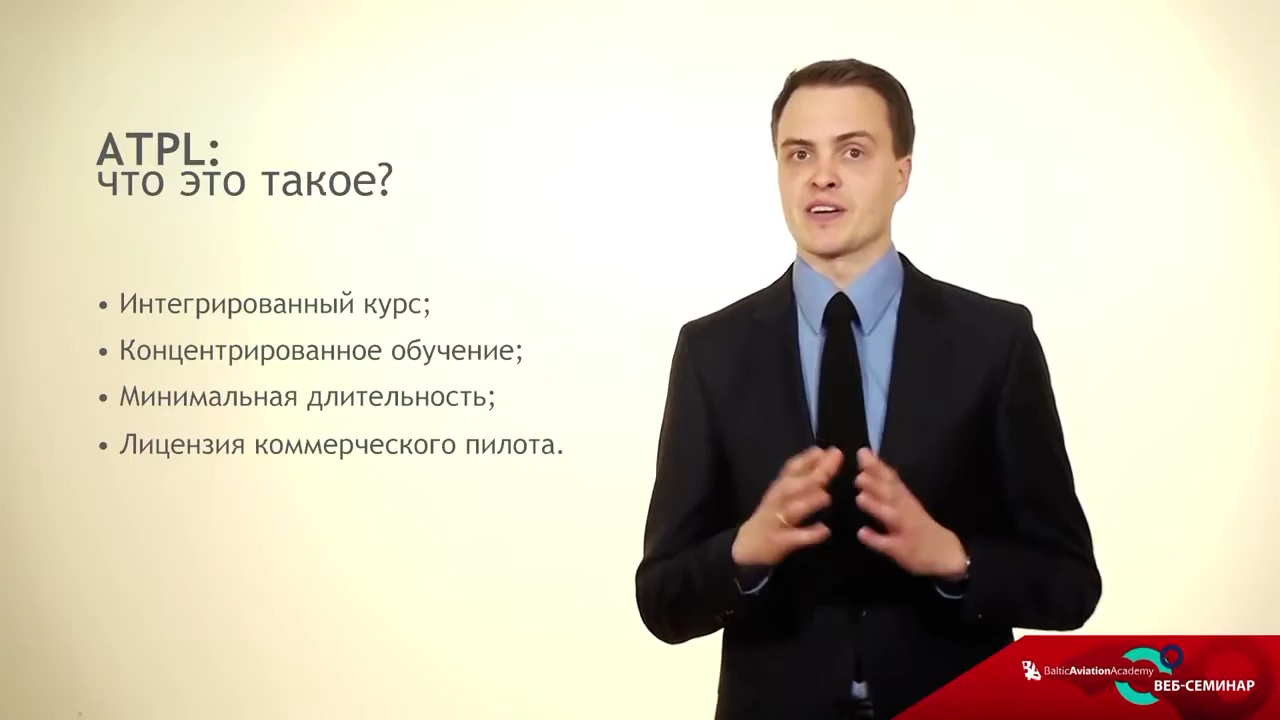 ATPL:
что это такое?
• Интегрированный курс;
• Концентрированное обучение;
• Минимальная длительность;
• Лицензия коммерческого пилота.
BalticAviationAcademy
ВЕБ-СЕМИНАР